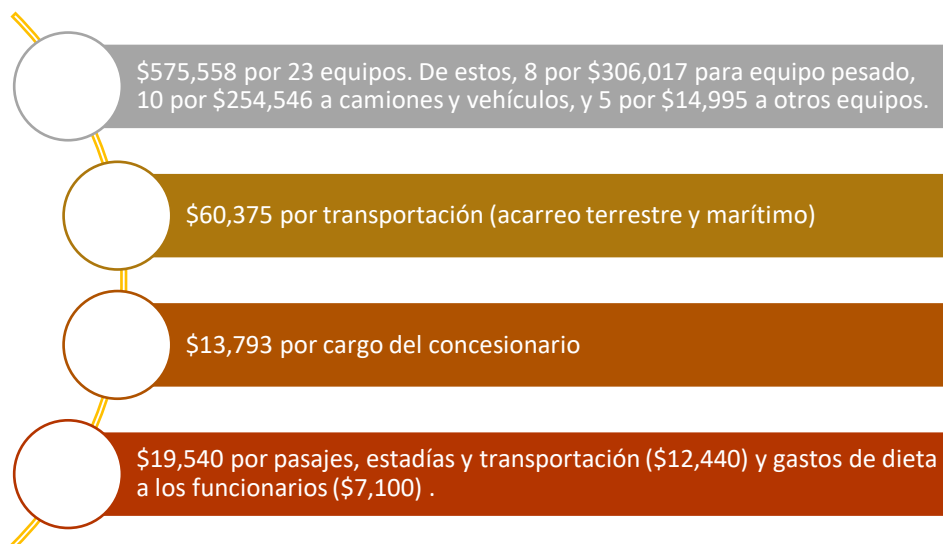 $575,558 por 23 equipos. De estos, 8 por $306,017 para equipo pesado,
10 por $254,546 a camiones y vehículos, y 5 por $14,995 a otros equipos.
$60,375 por transportación (acarreo terrestre y marítimo)
$13,793 por cargo del concesionario
$19,540 por pasajes, estadías y transportación ($12,440) y gastos de dieta
a los funcionarios ($7,100) .